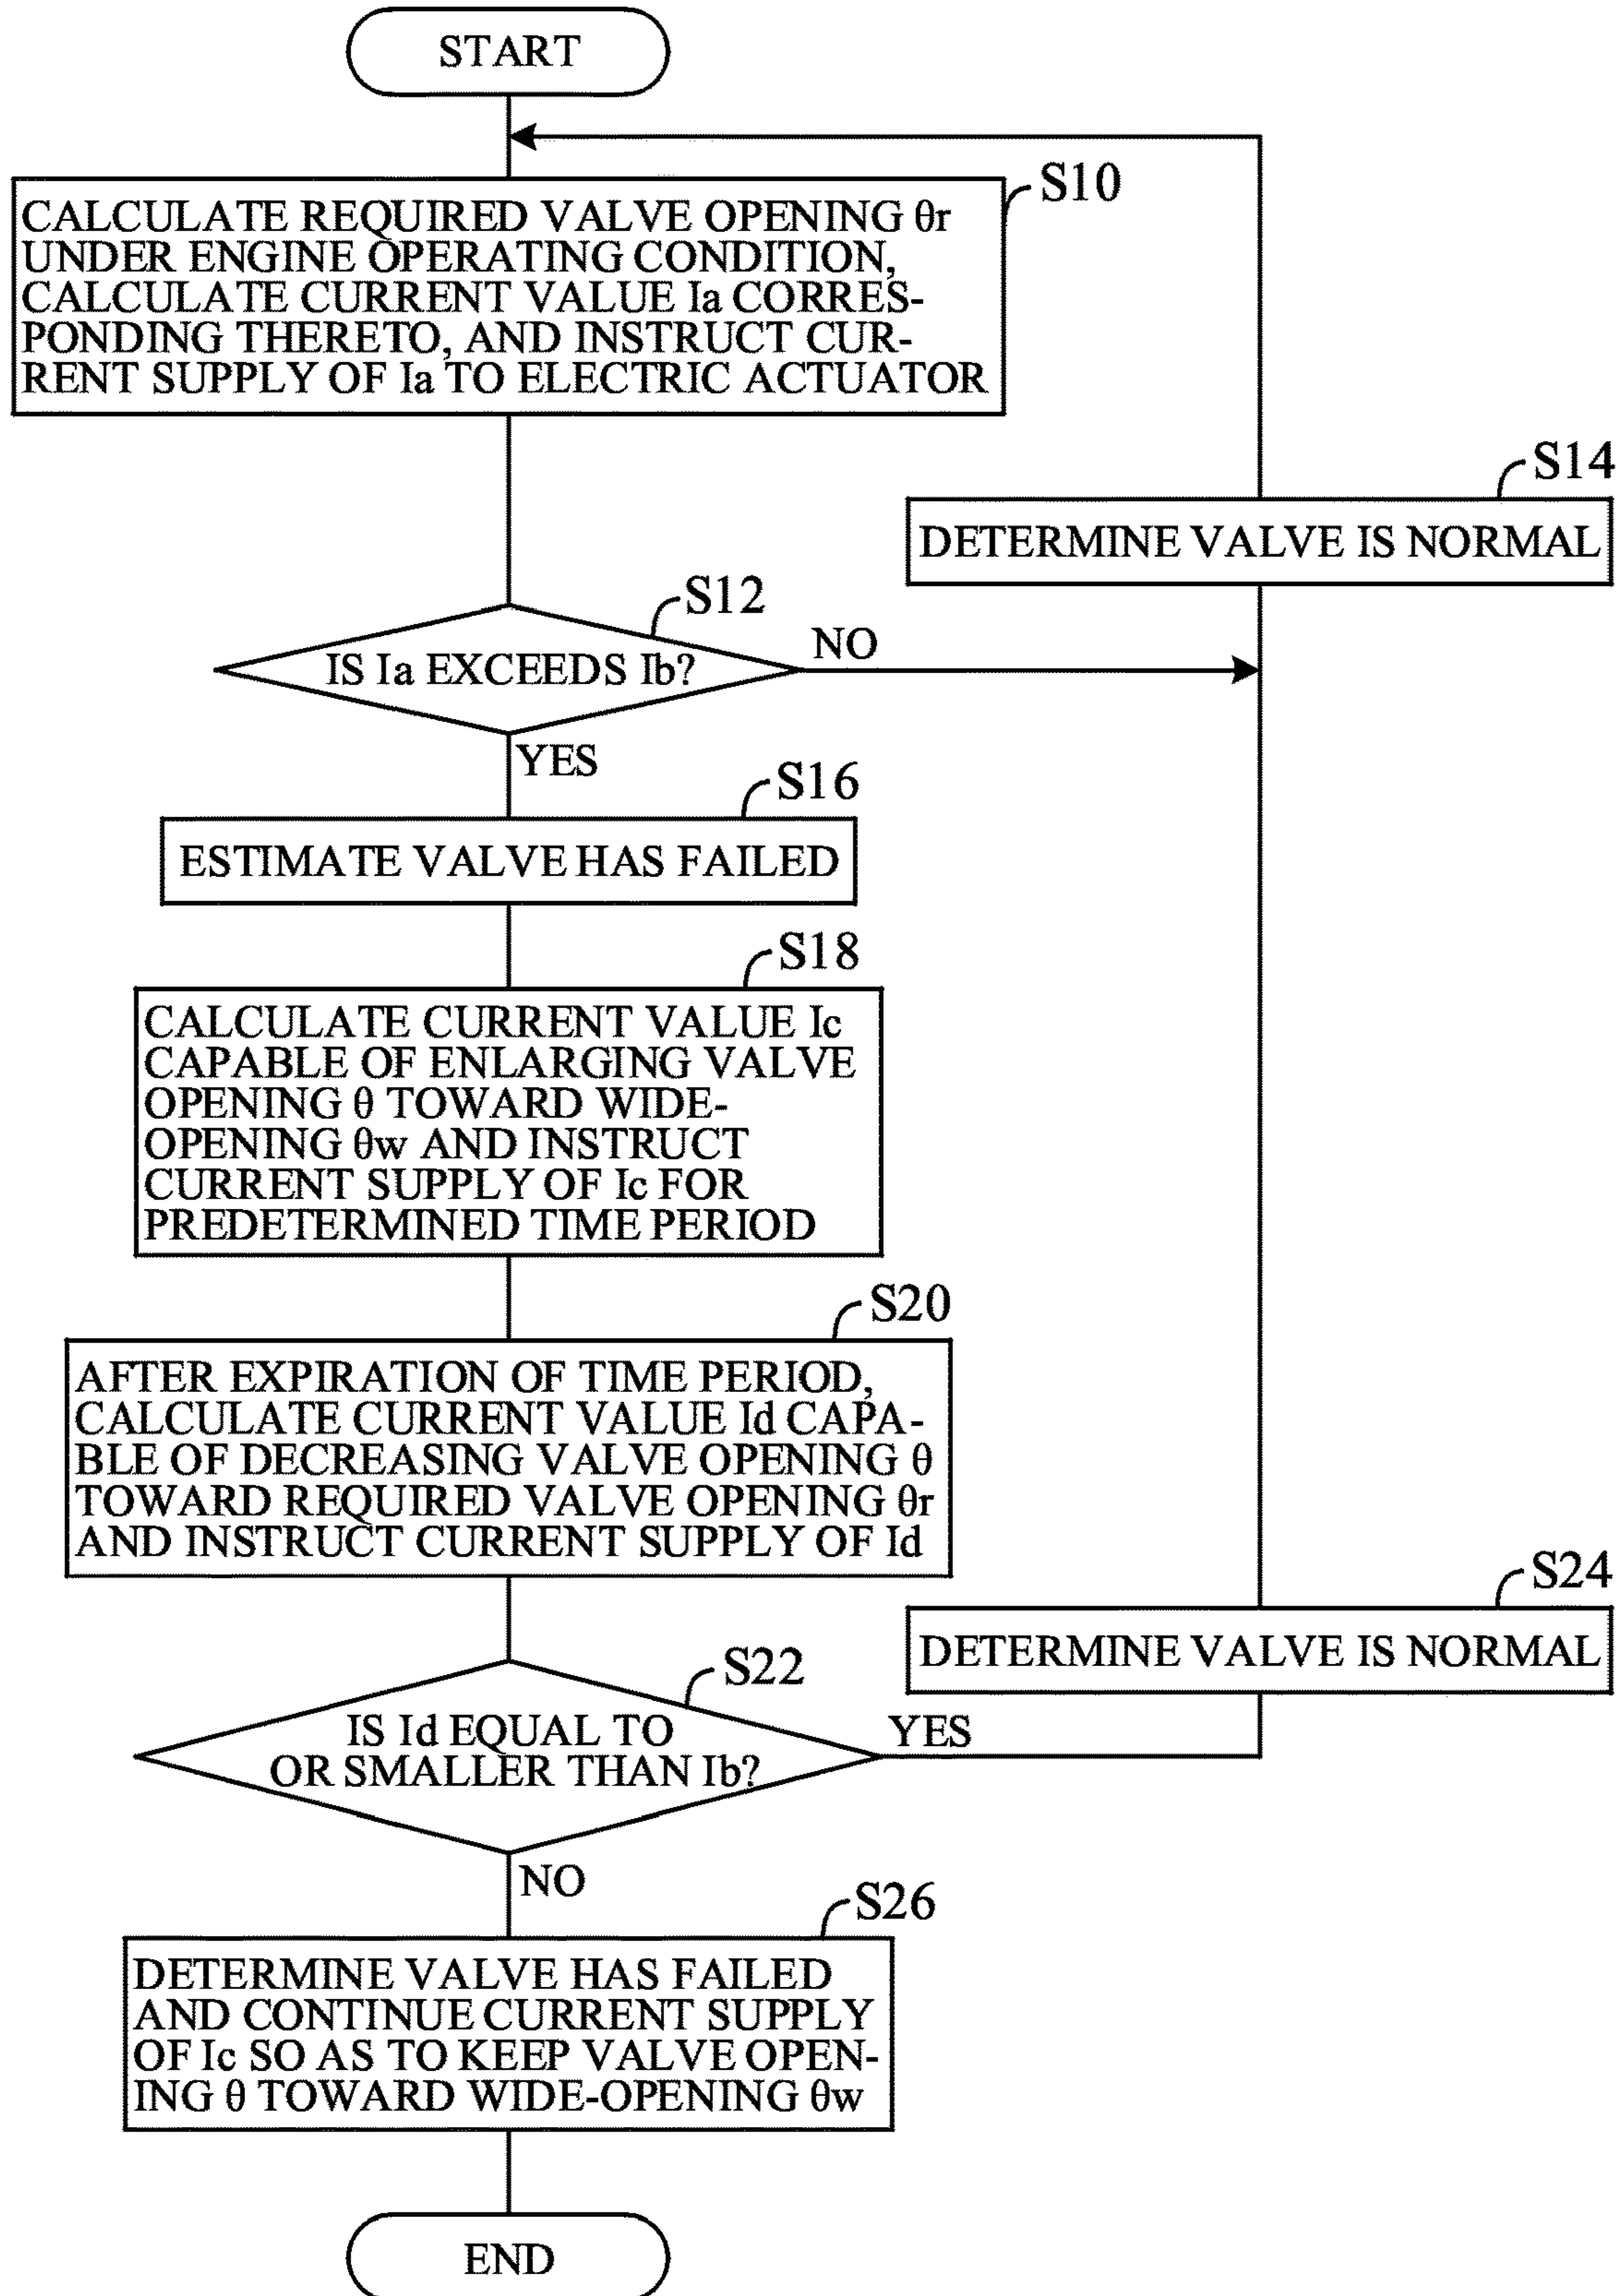 START
S10
CALCULATE REQUIRED VALVE OPENING θr
UNDER ENGINE OPERATING CONDITION,
CALCULATE CURRENT VALUE Ia CORRES-
PONDING THERETO, AND INSTRUCT CUR-
RENT SUPPLY OF Ia TO ELECTRIC ACTUATOR
S14
DETERMINE VALVE IS NORMAL
S12
IS Ia EXCEEDS Ib?
NO
YES
S16
ESTIMATE VALVE HAS FAILED
S18
CALCULATE CURRENT VALUE Ic
CAPABLE OF ENLARGING VALVE
OPENING θ TOWARD WIDE-
OPENING θw AND INSTRUCT
CURRENT SUPPLY OF Ic FOR
PREDETERMINED TIME PERIOD
S20
AFTER EXPIRATION OF TIME PERIOD,
CALCULATE CURRENT VALUE Id CAPA-
BLE OF DECREASING VALVE OPENING θ
TOWARD REQUIRED VALVE OPENING θr
AND INSTRUCT CURRENT SUPPLY OF Id
S24
DETERMINE VALVE IS NORMAL
S22
IS Id EQUAL TO
OR SMALLER THAN Ib?
YES
NO
S26
DETERMINE VALVE HAS FAILED
AND CONTINUE CURRENT SUPPLY
OF Ic SO AS TO KEEP VALVE OPEN-
ING θ TOWARD WIDE-OPENING θw
END